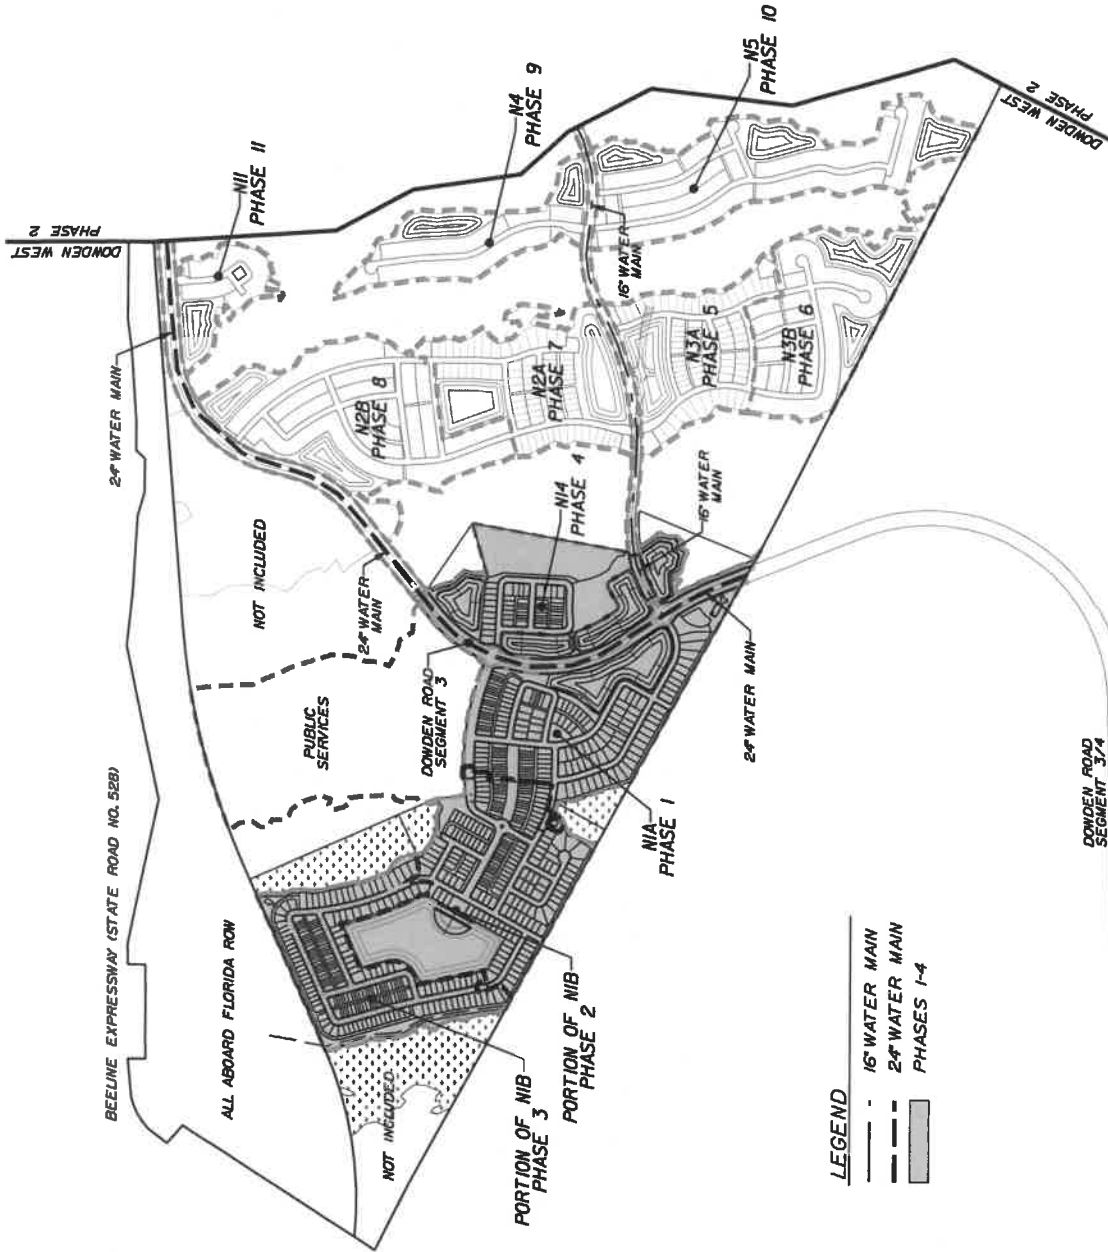 DOWDEN WEST
PHASE 2
N11
PHASE 11
N4
PHASE 9
N5
PHASE 10
DOWDEN WEST
PHASE 2
24" WATER MAIN
16" WATER
MAIN
N2B
PHASE 8
N2A
PHASE 7
N3A
PHASE 5
N3B
PHASE 6
NOT INCLUDED
24" WATER
MAIN
N14
PHASE 4
16" WATER
MAIN
PUBLIC
SERVICES
DOWDEN ROAD
SEGMENT 3
24" WATER MAIN
N1A
PHASE 1
BEELINE EXPRESSWAY (STATE ROAD NO. 528)
ALL ABOARD FLORIDA ROW
NOT INCLUDED
PORTION OF N1B
PHASE 3
PORTION OF N1B
PHASE 2
DOWDEN ROAD
SEGMENT 3/4
LEGEND
16" WATER MAIN
24" WATER MAIN
PHASES 1-4